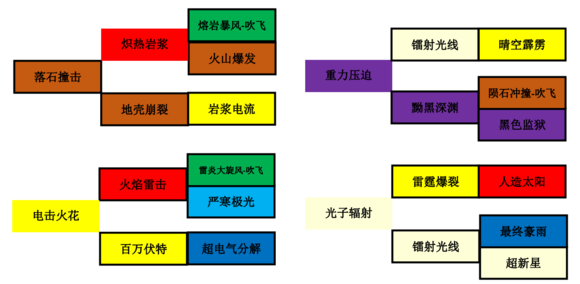 熔岩暴风-吹飞
炽热岩浆
火山爆发
落石撞击
地壳崩裂
岩浆电流
镭射光线
晴空霹雳
重力压迫
陨石冲撞-吹飞
黝黑深渊
黑色监狱
雷炎大旋风-吹飞
火焰雷击
严寒极光
电击火花
百万伏特
超电气分解
雷霆爆裂
人造太阳
光子辐射
最终豪雨
镭射光线
超新星